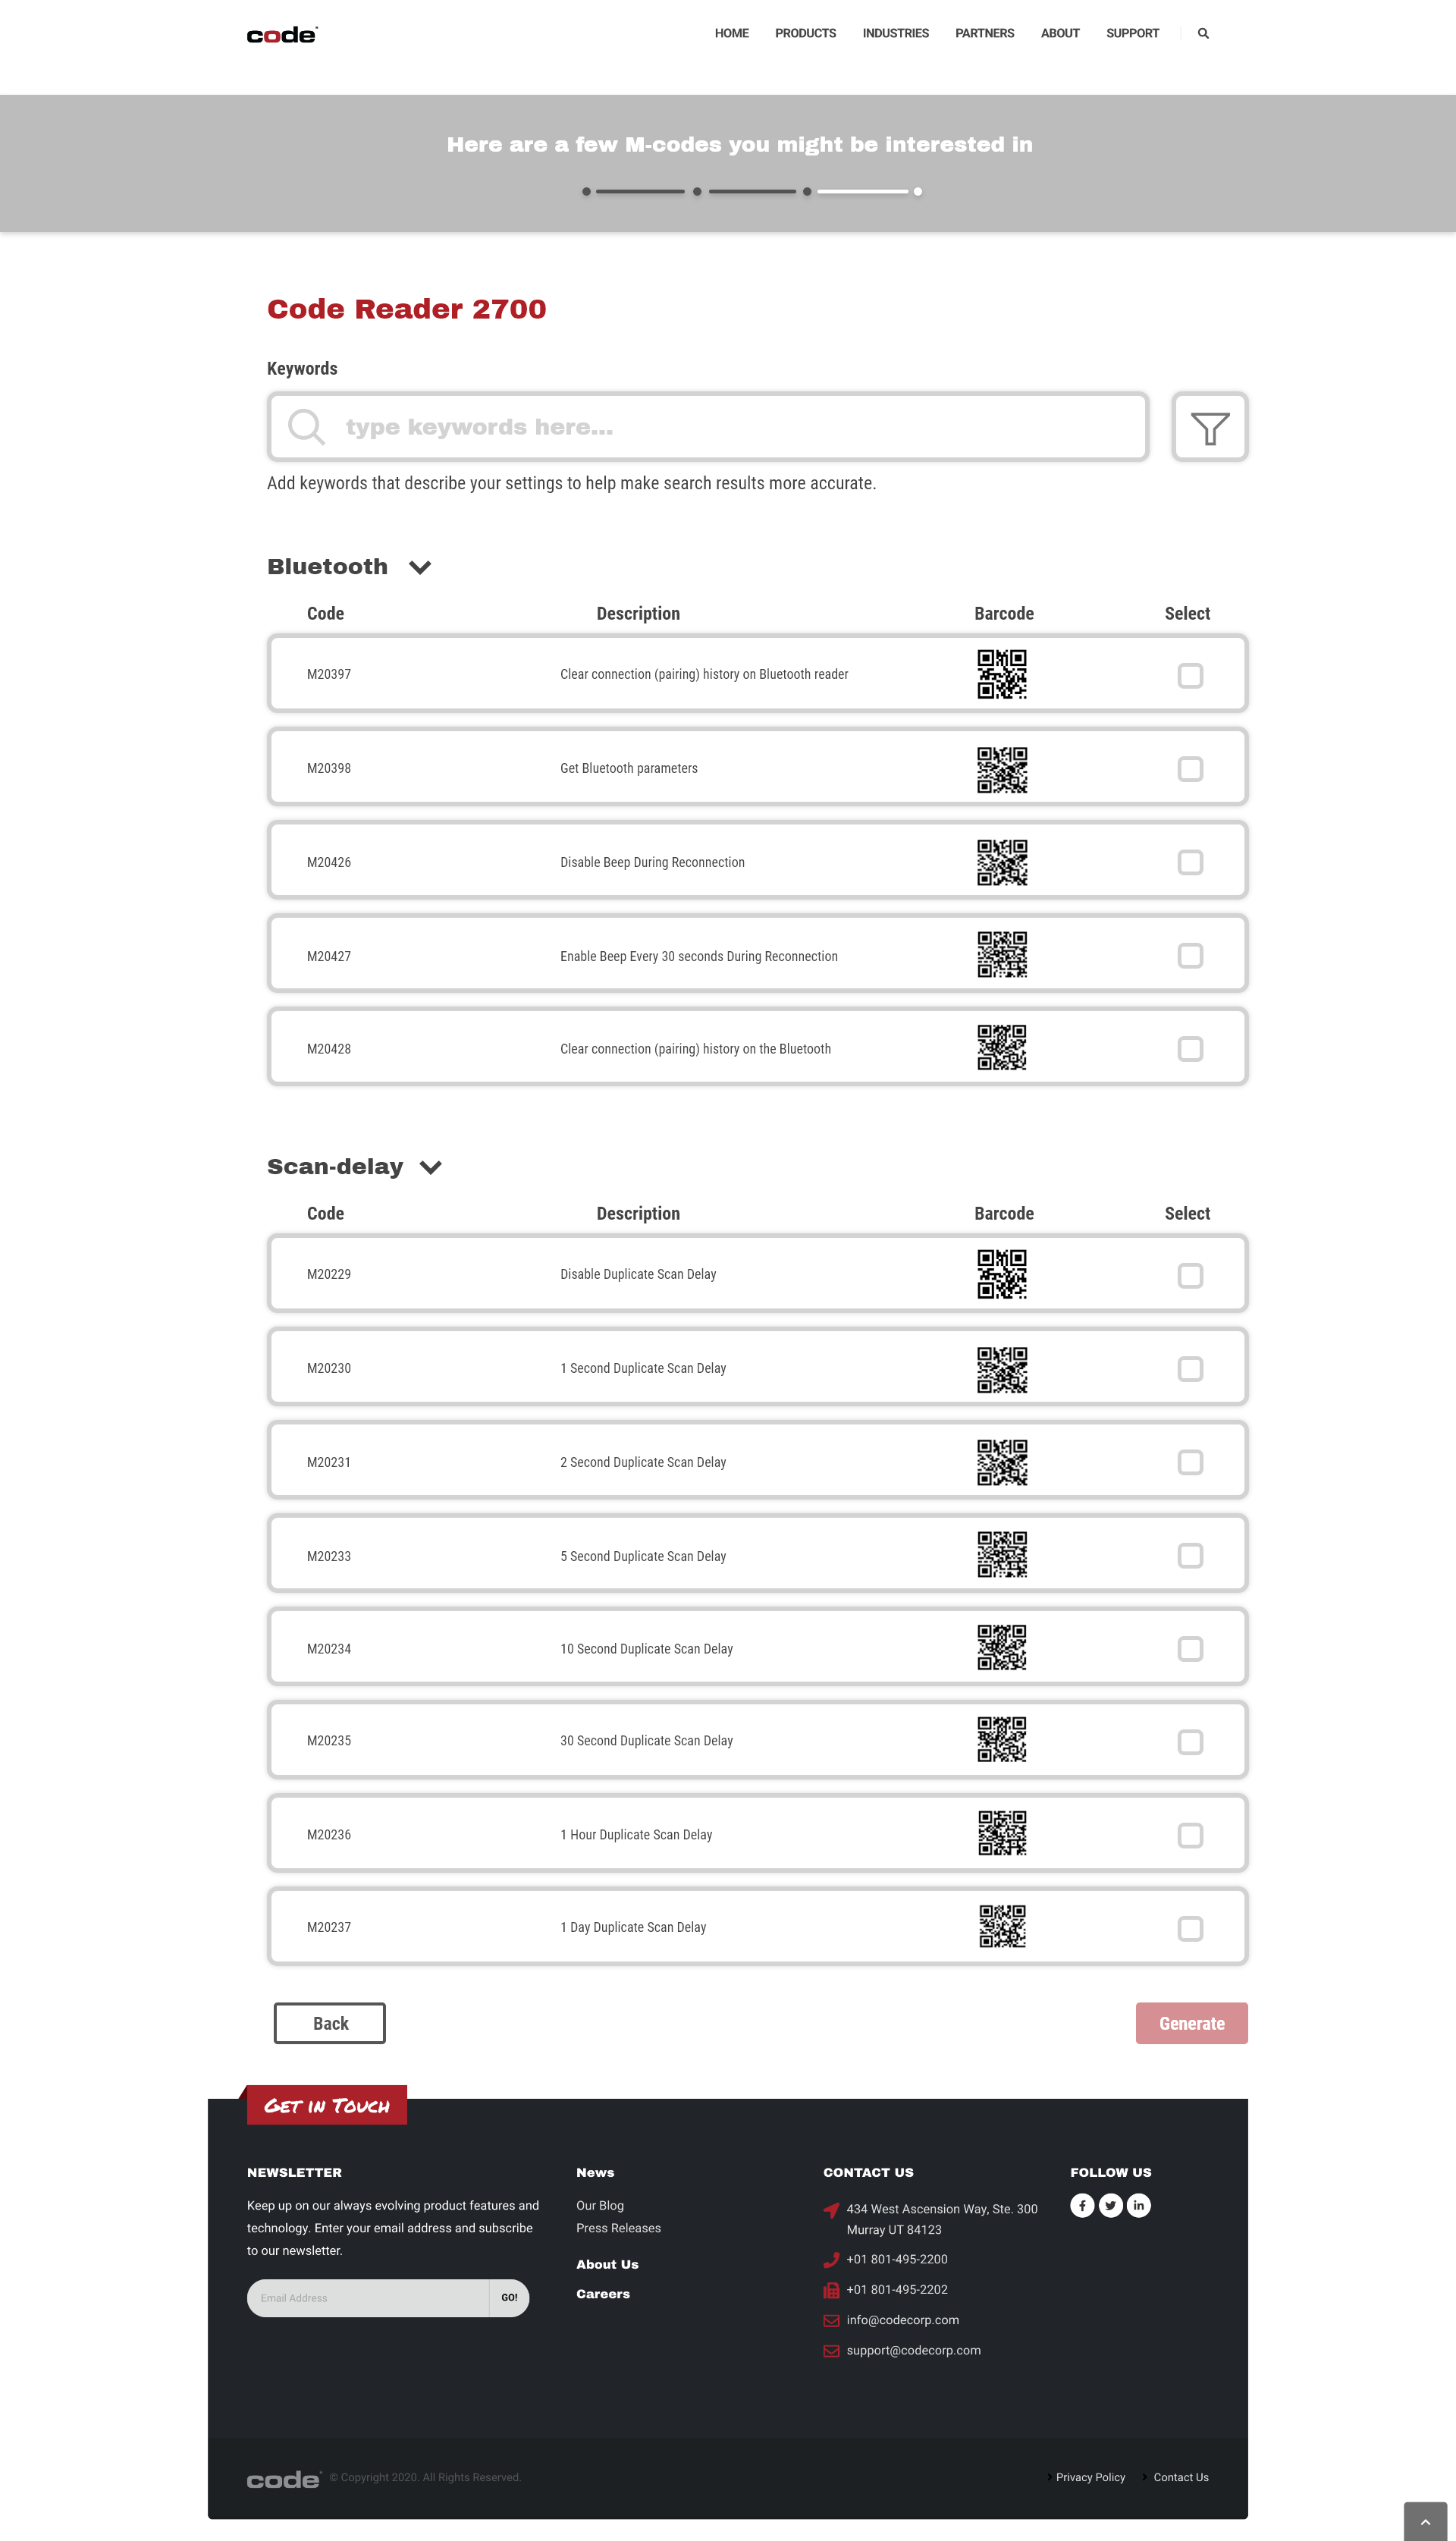 code
HOME PRODUCTS INDUSTRIES PARTNERS ABOUT SUPPORT
Here are a few M-codes you might be interested in
Code Reader 2700
Keywords
type keywords here...
Add keywords that describe your settings to help make search results more accurate.
Bluetooth
Code Description Barcode Select
M20397 Clear connection (pairing) history on Bluetooth reader
M20398 Get Bluetooth parameters
M20426 Disable Beep During Reconnection
M20427 Enable Beep Every 30 seconds During Reconnection
M20428 Clear connection (pairing) history on the Bluetooth
Scan-delay
Code Description Barcode Select
M20229 Disable Duplicate Scan Delay
M20230 1 Second Duplicate Scan Delay
M20231 2 Second Duplicate Scan Delay
M20233 5 Second Duplicate Scan Delay
M20234 10 Second Duplicate Scan Delay
M20235 30 Second Duplicate Scan Delay
M20236 1 Hour Duplicate Scan Delay
M20237 1 Day Duplicate Scan Delay
Back Generate
Get in Touch
NEWSLETTER
Keep up on our always evolving product features and
technology. Enter your email address and subscribe
to our newsletter.
Email Address GO!
News
Our Blog
Press Releases
About Us
Careers
CONTACT US
434 West Ascension Way, Ste. 300
Murray UT 84123
+01 801-495-2200
+01 801-495-2202
info@codecorp.com
support@codecorp.com
FOLLOW US
code © Copyright 2020. All Rights Reserved.
Privacy Policy Contact Us